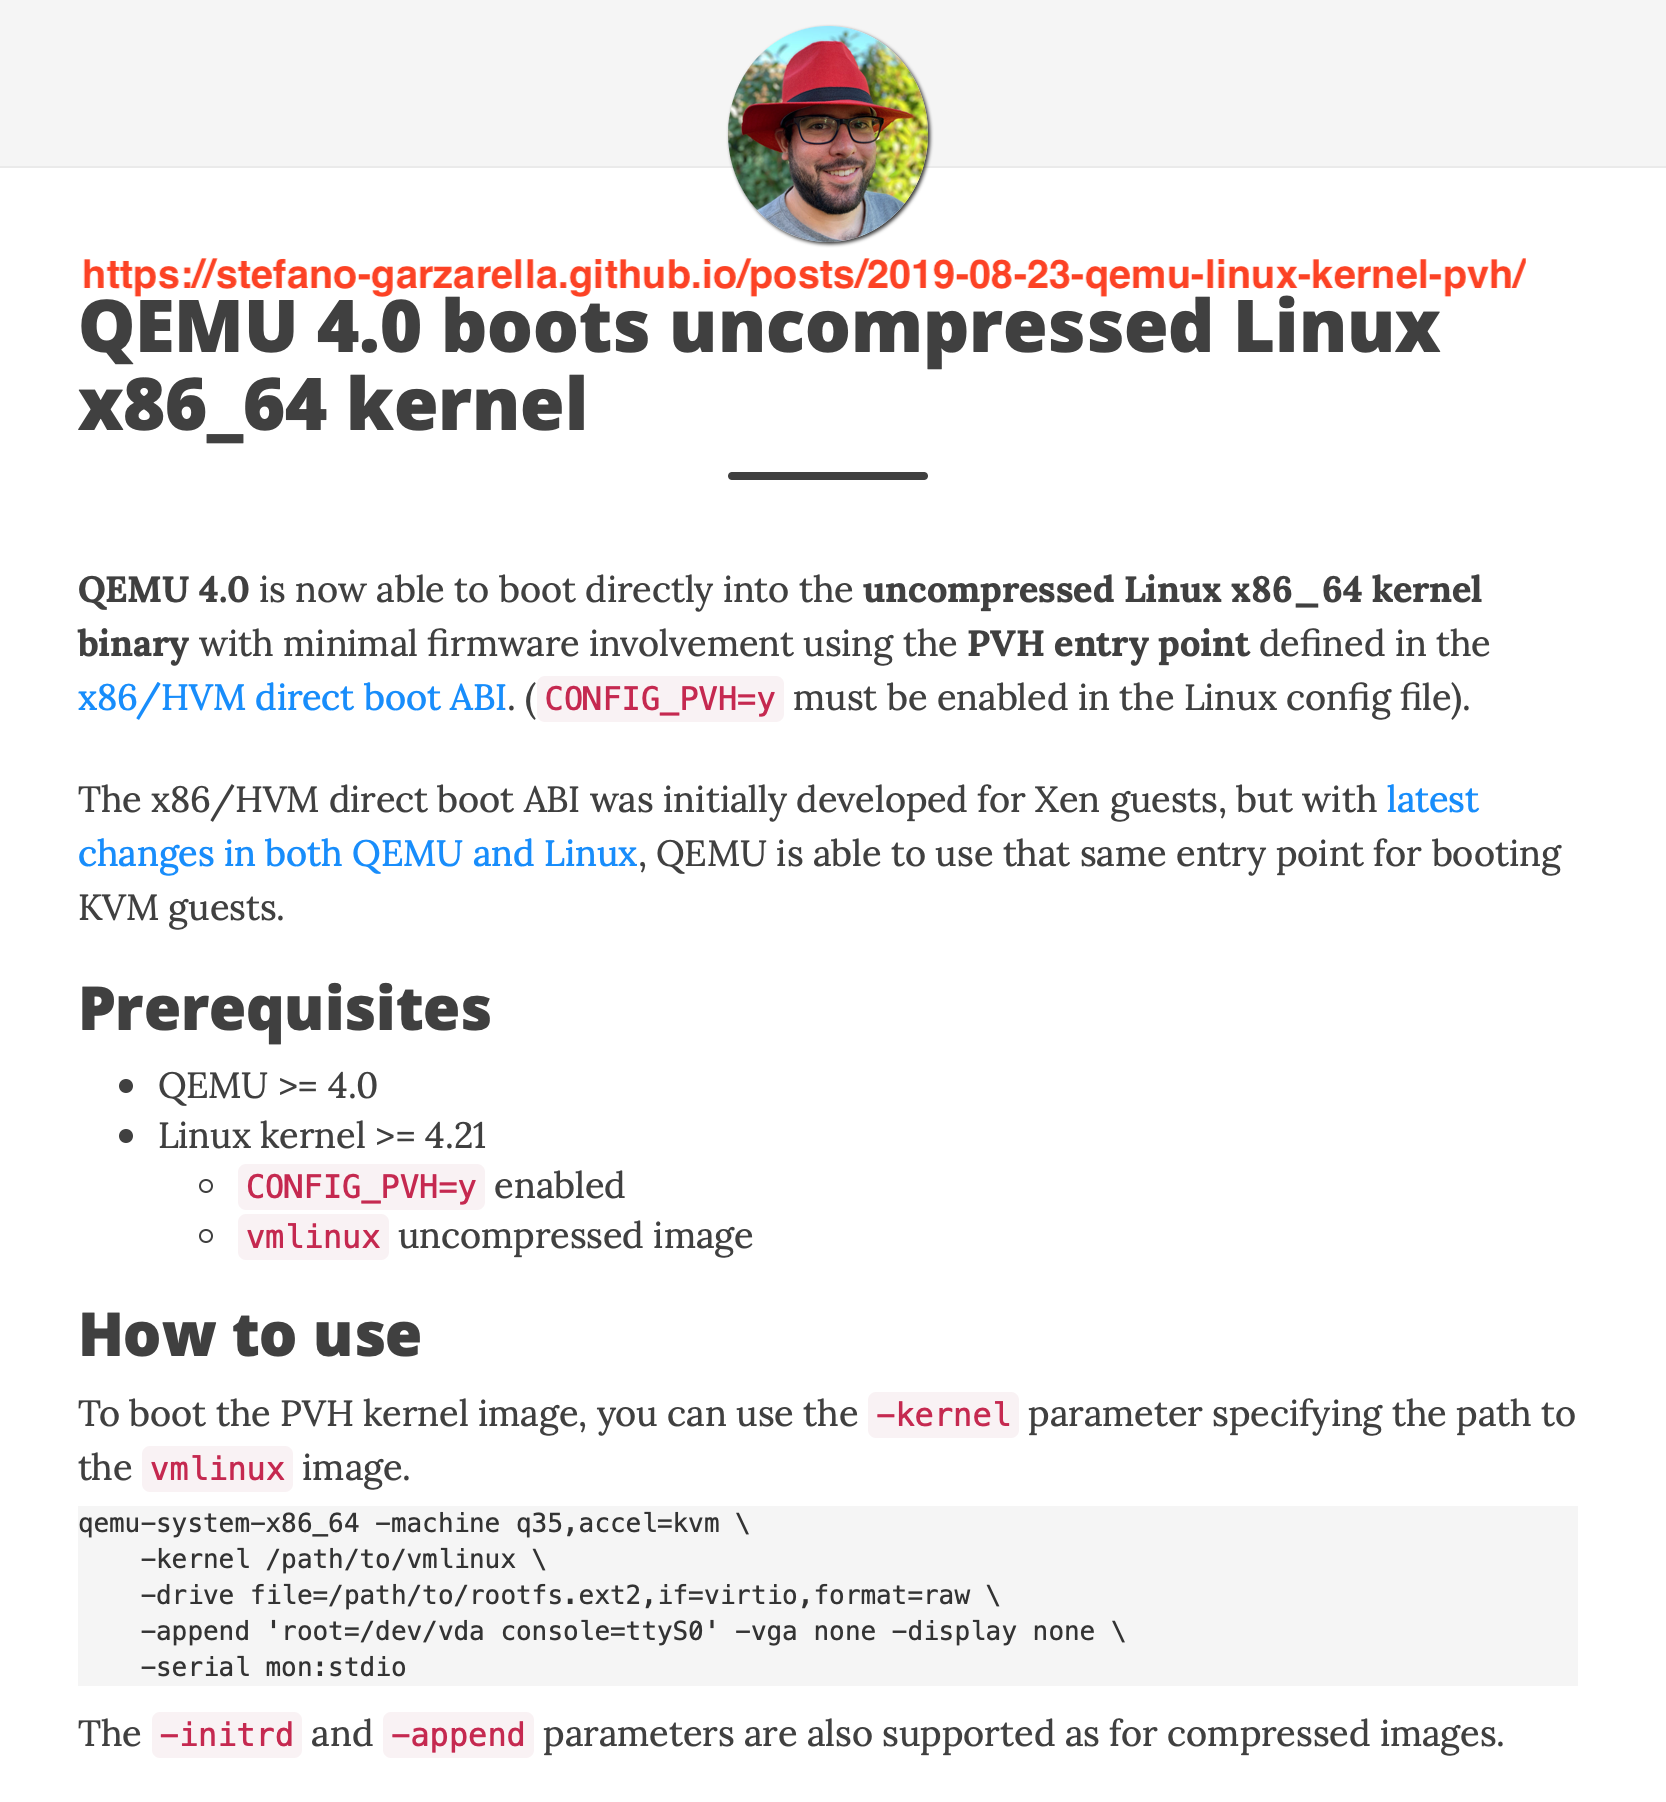 https://stefano-garzarella.github.io/posts/2019-08-23-qemu-linux-kernel-pvh/
QEMU 4.0 boots uncompressed Linux
x86_64 kernel
QEMU 4.0 is now able to boot directly into the uncompressed Linux x86_64 kernel
binary with minimal firmware involvement using the PVH entry point defined in the
x86/HVM direct boot ABI. (CONFIG_PVH=y must be enabled in the Linux config file).
The x86/HVM direct boot ABI was initially developed for Xen guests, but with latest
changes in both QEMU and Linux, QEMU is able to use that same entry point for booting
KVM guests.
Prerequisites
• QEMU >= 4.0
• Linux kernel >= 4.21
◦ CONFIG_PVH=y enabled
◦ vmlinux uncompressed image
How to use
To boot the PVH kernel image, you can use the -kernel parameter specifying the path to
the vmlinux image.
qemu-system-x86_64 -machine q35,accel=kvm \
    -kernel /path/to/vmlinux \
    -drive file=/path/to/rootfs.ext2,if=virtio,format=raw \
    -append 'root=/dev/vda console=ttyS0' -vga none -display none \
    -serial mon:stdio
The -initrd and -append parameters are also supported as for compressed images.